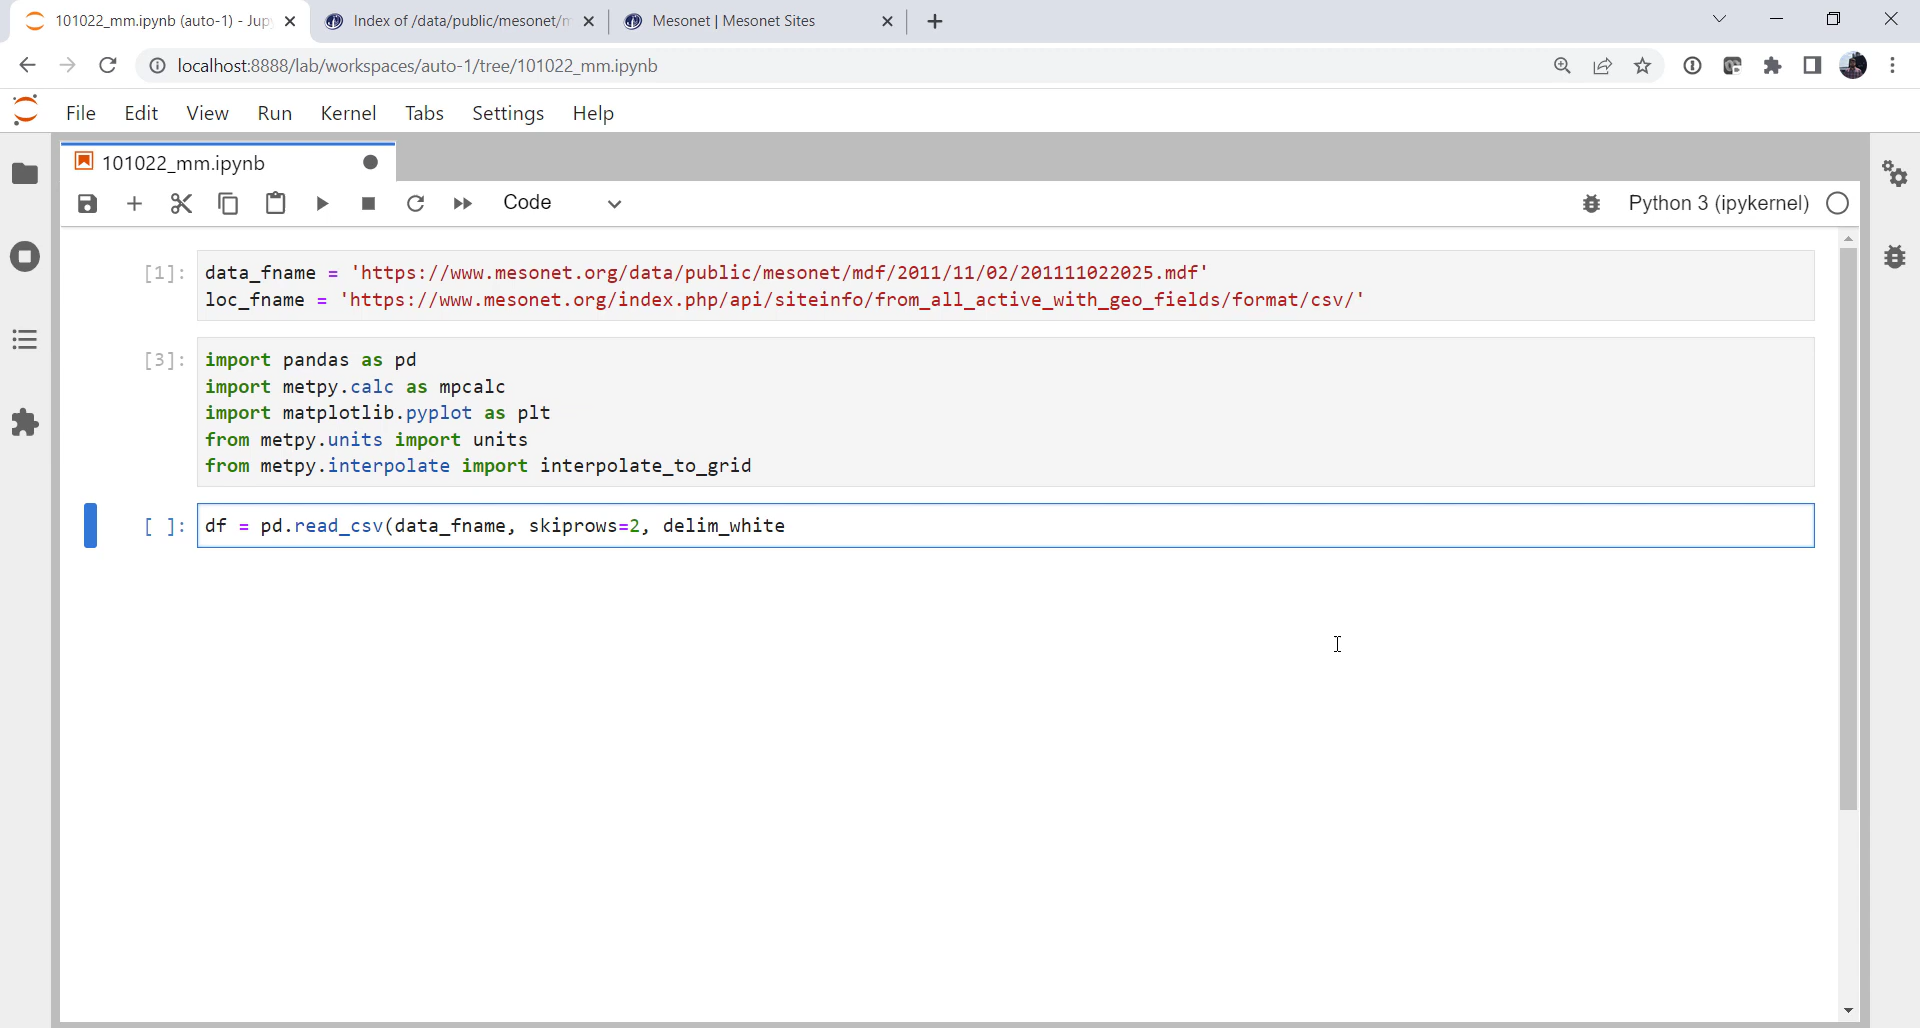 101022_mm.ipynb (auto-1) - Jup
Index of /data/public/mesonet/m
Mesonet | Mesonet Sites
localhost:8888/lab/workspaces/auto-1/tree/101022_mm.ipynb
File Edit View Run Kernel Tabs Settings Help
101022_mm.ipynb
Code
Python 3 (ipykernel)
[1]: data_fname = 'https://www.mesonet.org/data/public/mesonet/mdf/2011/11/02/201111022025.mdf'
loc_fname = 'https://www.mesonet.org/index.php/api/siteinfo/from_all_active_with_geo_fields/format/csv/'
[3]: import pandas as pd
import metpy.calc as mpcalc
import matplotlib.pyplot as plt
from metpy.units import units
from metpy.interpolate import interpolate_to_grid
[ ]: df = pd.read_csv(data_fname, skiprows=2, delim_white